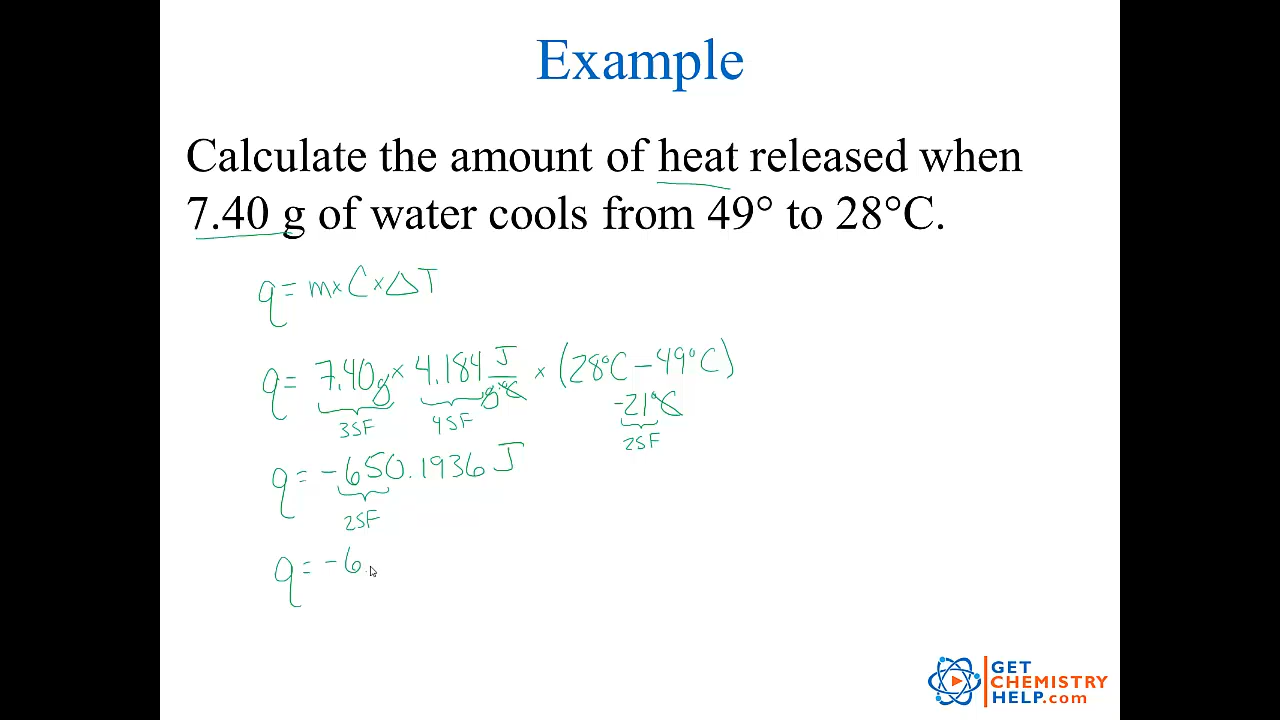 Example
Calculate the amount of heat released when
7.40 g of water cools from 49° to 28°C.
q = m × C × ΔT
q = 7.40g × 4.184 J/g°C × (28°C − 49°C)
3SF 4SF -21°C
2SF
q = -650.1936 J
2SF
q = -6.
GET
CHEMISTRY
HELP.com